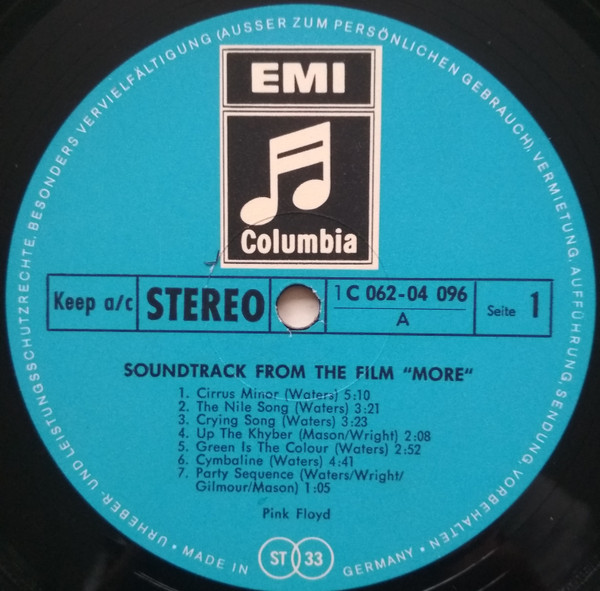 EMI
Columbia
Keep a/c STEREO 1 C 062-04 096 Seite 1
A
SOUNDTRACK FROM THE FILM "MORE"
1. Cirrus Minor (Waters) 5:10
2. The Nile Song (Waters) 3:21
3. Crying Song (Waters) 3:23
4. Up The Khyber (Mason/Wright) 2:08
5. Green Is The Colour (Waters) 2:52
6. Cymbaline (Waters) 4:41
7. Party Sequence (Waters/Wright/
Gilmour/Mason) 1:05
Pink Floyd
URHEBER- UND LEISTUNGSSCHUTZRECHTE, BESONDERS VERVIELFÄLTIGUNG (AUSSER ZUM PERSÖNLICHEN GEBRAUCH), VERMIETUNG, AUFFÜHRUNG, SENDUNG, VORBEHALTEN
• MADE IN ST 33 GERMANY •